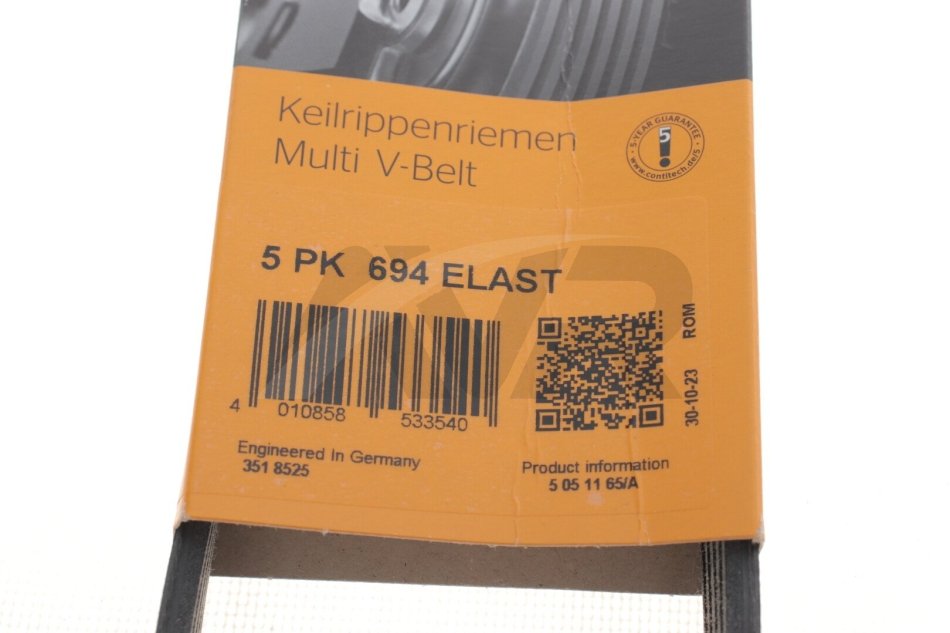 Keilrippenriemen
Multi V-Belt
5-YEAR GUARANTEE
5
www.contitech.de/5
5 PK 694 ELAST
4 010858 533540
30-10-23 ROM
Engineered In Germany
351 8525
Product information
5 05 11 65/A